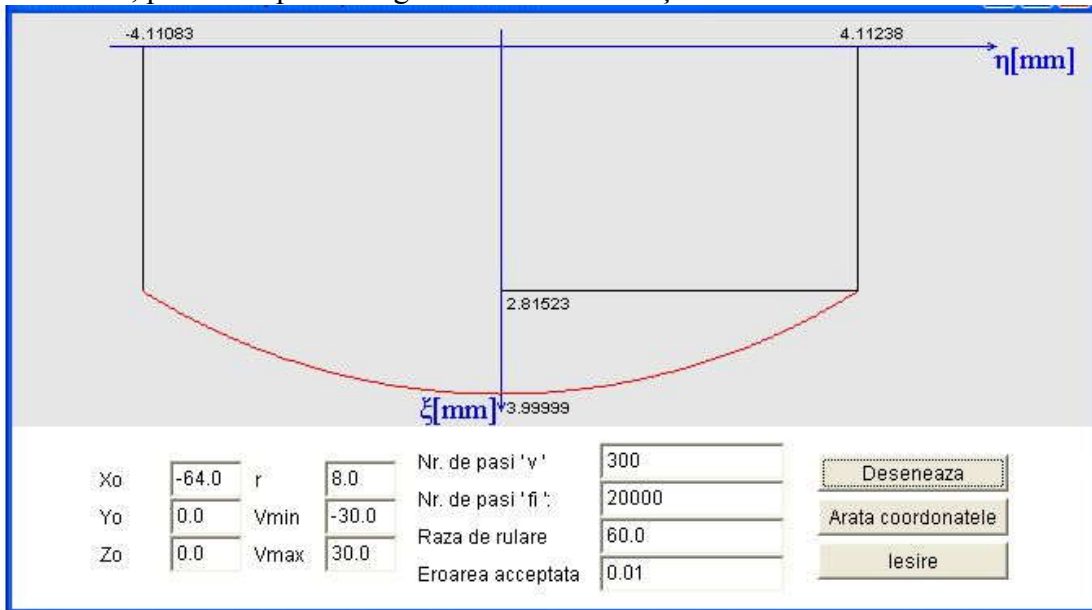 -4.11083
4.11238
η[mm]
2.81523
ξ[mm]
3.99999
Xo -64.0 r 8.0
Yo 0.0 Vmin -30.0
Zo 0.0 Vmax 30.0
Nr. de pasi 'v' 300
Nr. de pasi 'fi': 20000
Raza de rulare 60.0
Eroarea acceptata 0.01
Deseneaza
Arata coordonatele
Iesire